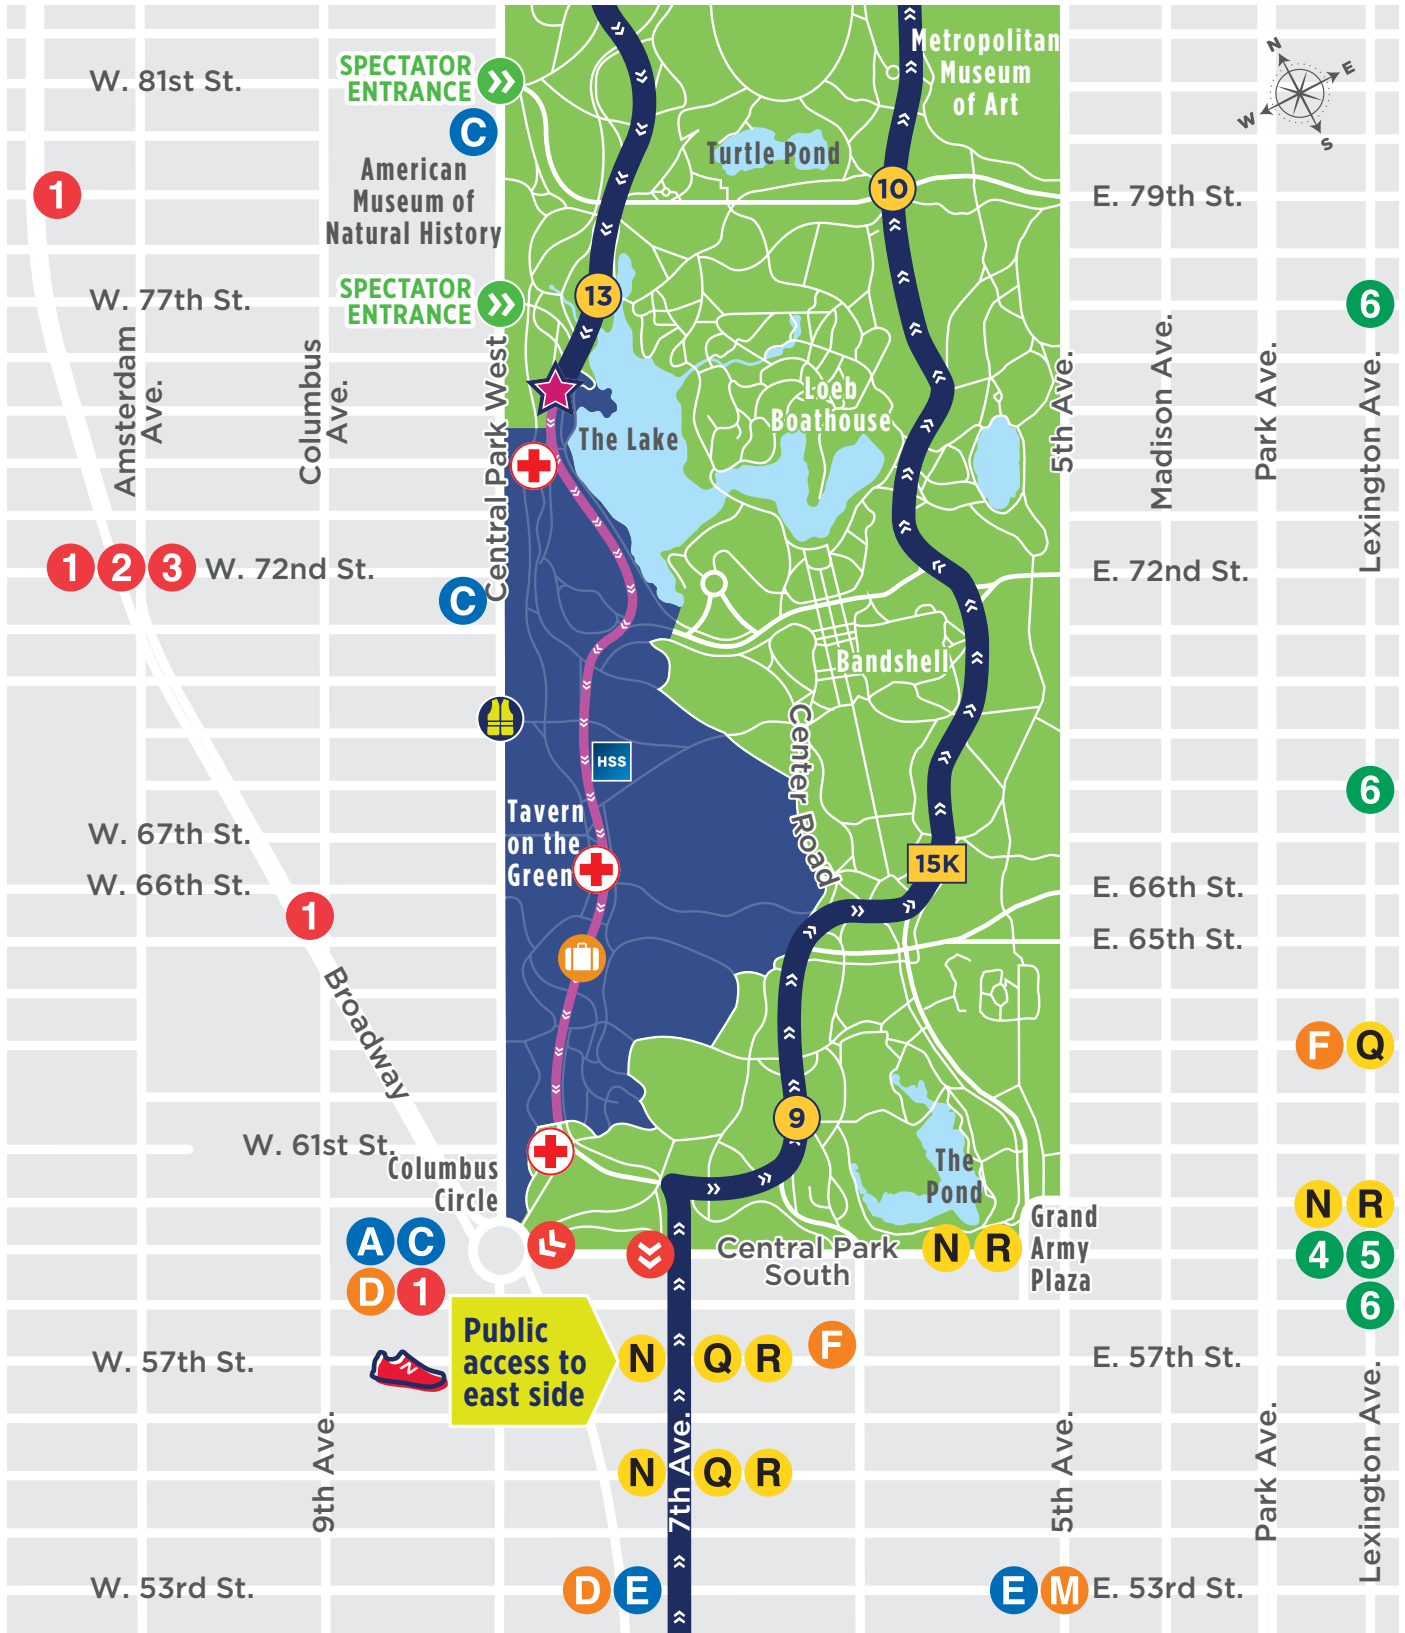 Metropolitan
Museum
of Art
N
E
W
S
W. 81st St.
SPECTATOR
ENTRANCE
C
American
Museum of
Natural History
Turtle Pond
1
10
E. 79th St.
W. 77th St.
SPECTATOR
ENTRANCE
13
6
Amsterdam
Ave.
Columbus
Ave.
Central Park West
The Lake
Loeb
Boathouse
5th Ave.
Madison Ave.
Park Ave.
Lexington Ave.
1 2 3 W. 72nd St.
C
E. 72nd St.
Bandshell
Center Road
HSS
6
Tavern
on the
Green
W. 67th St.
W. 66th St.
15K
E. 66th St.
1
E. 65th St.
Broadway
F Q
9
W. 61st St.
Columbus
Circle
The
Pond
Grand
Army
Plaza
N R
4 5
6
A C
D 1
Central Park
South
N R
Public
access to
east side
N
W. 57th St.
N Q R
F
E. 57th St.
N Q R
9th Ave.
7th Ave.
5th Ave.
Park Ave.
Lexington Ave.
W. 53rd St.
D E
E M
E. 53rd St.